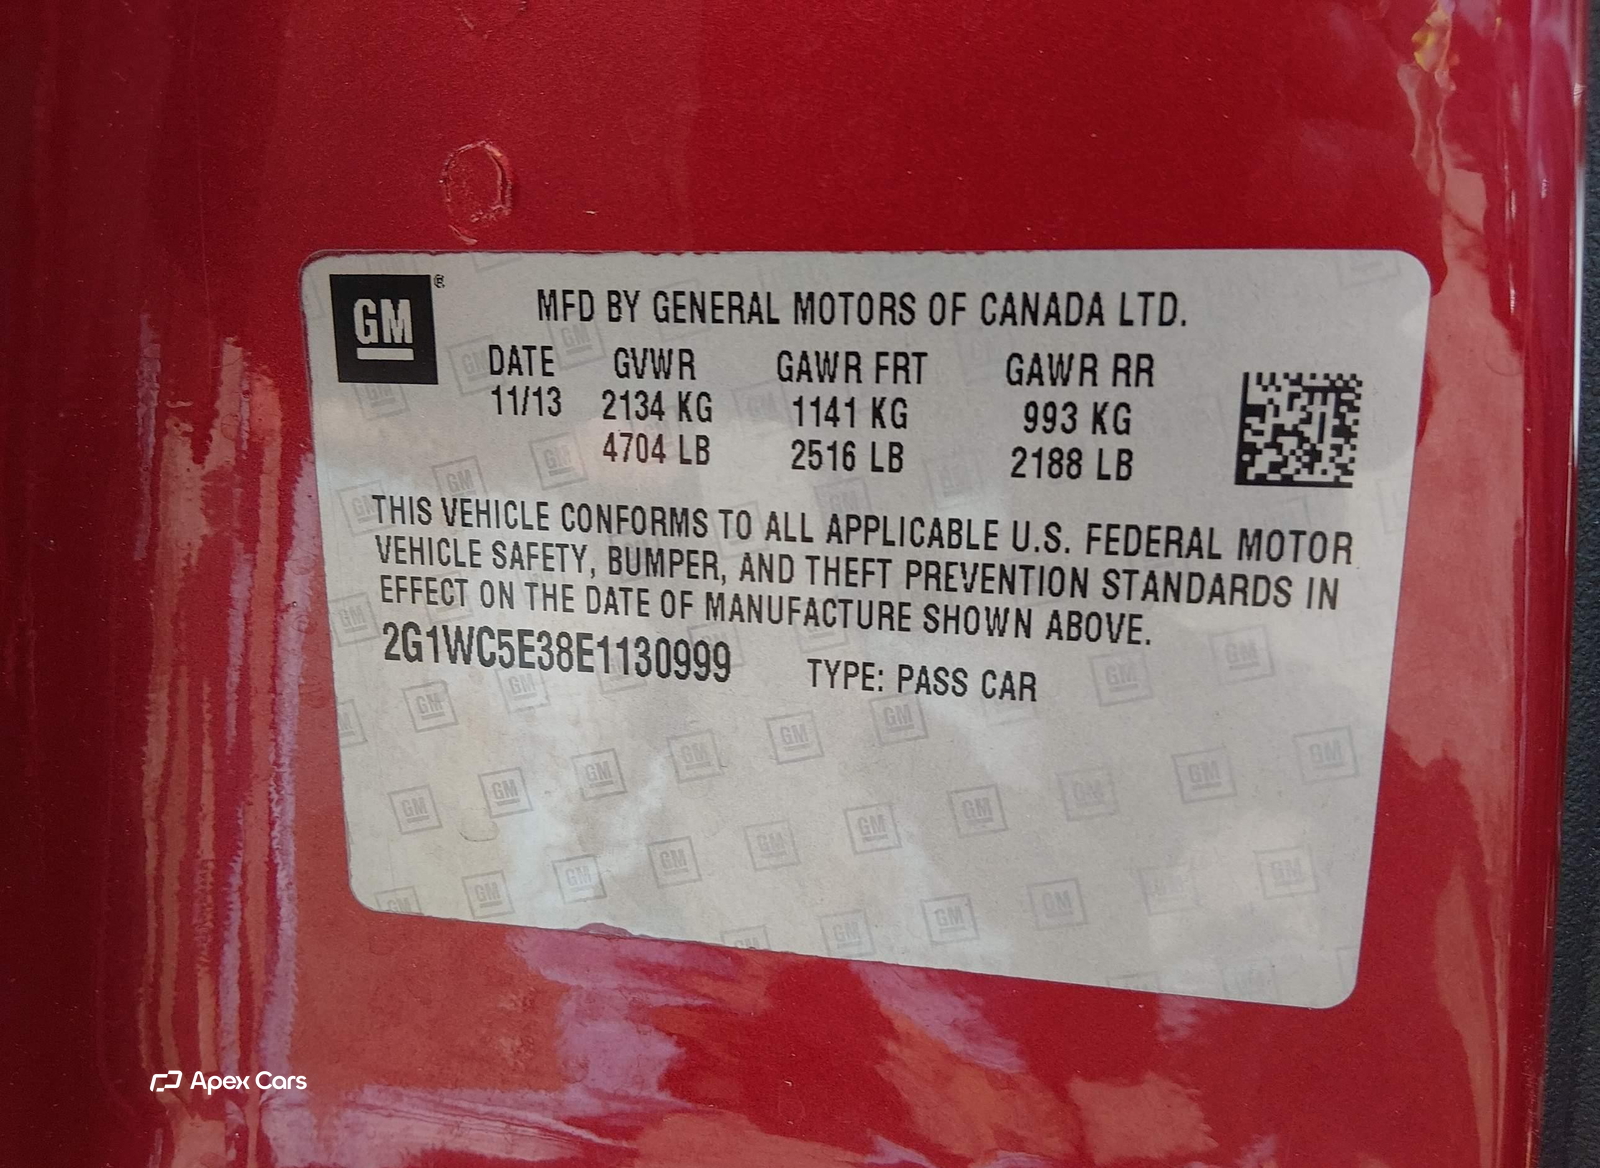 GM
MFD BY GENERAL MOTORS OF CANADA LTD.
DATE GVWR GAWR FRT GAWR RR
11/13 2134 KG 1141 KG 993 KG
4704 LB 2516 LB 2188 LB
THIS VEHICLE CONFORMS TO ALL APPLICABLE U.S. FEDERAL MOTOR
VEHICLE SAFETY, BUMPER, AND THEFT PREVENTION STANDARDS IN
EFFECT ON THE DATE OF MANUFACTURE SHOWN ABOVE.
2G1WC5E38E1130999 TYPE: PASS CAR
Apex Cars